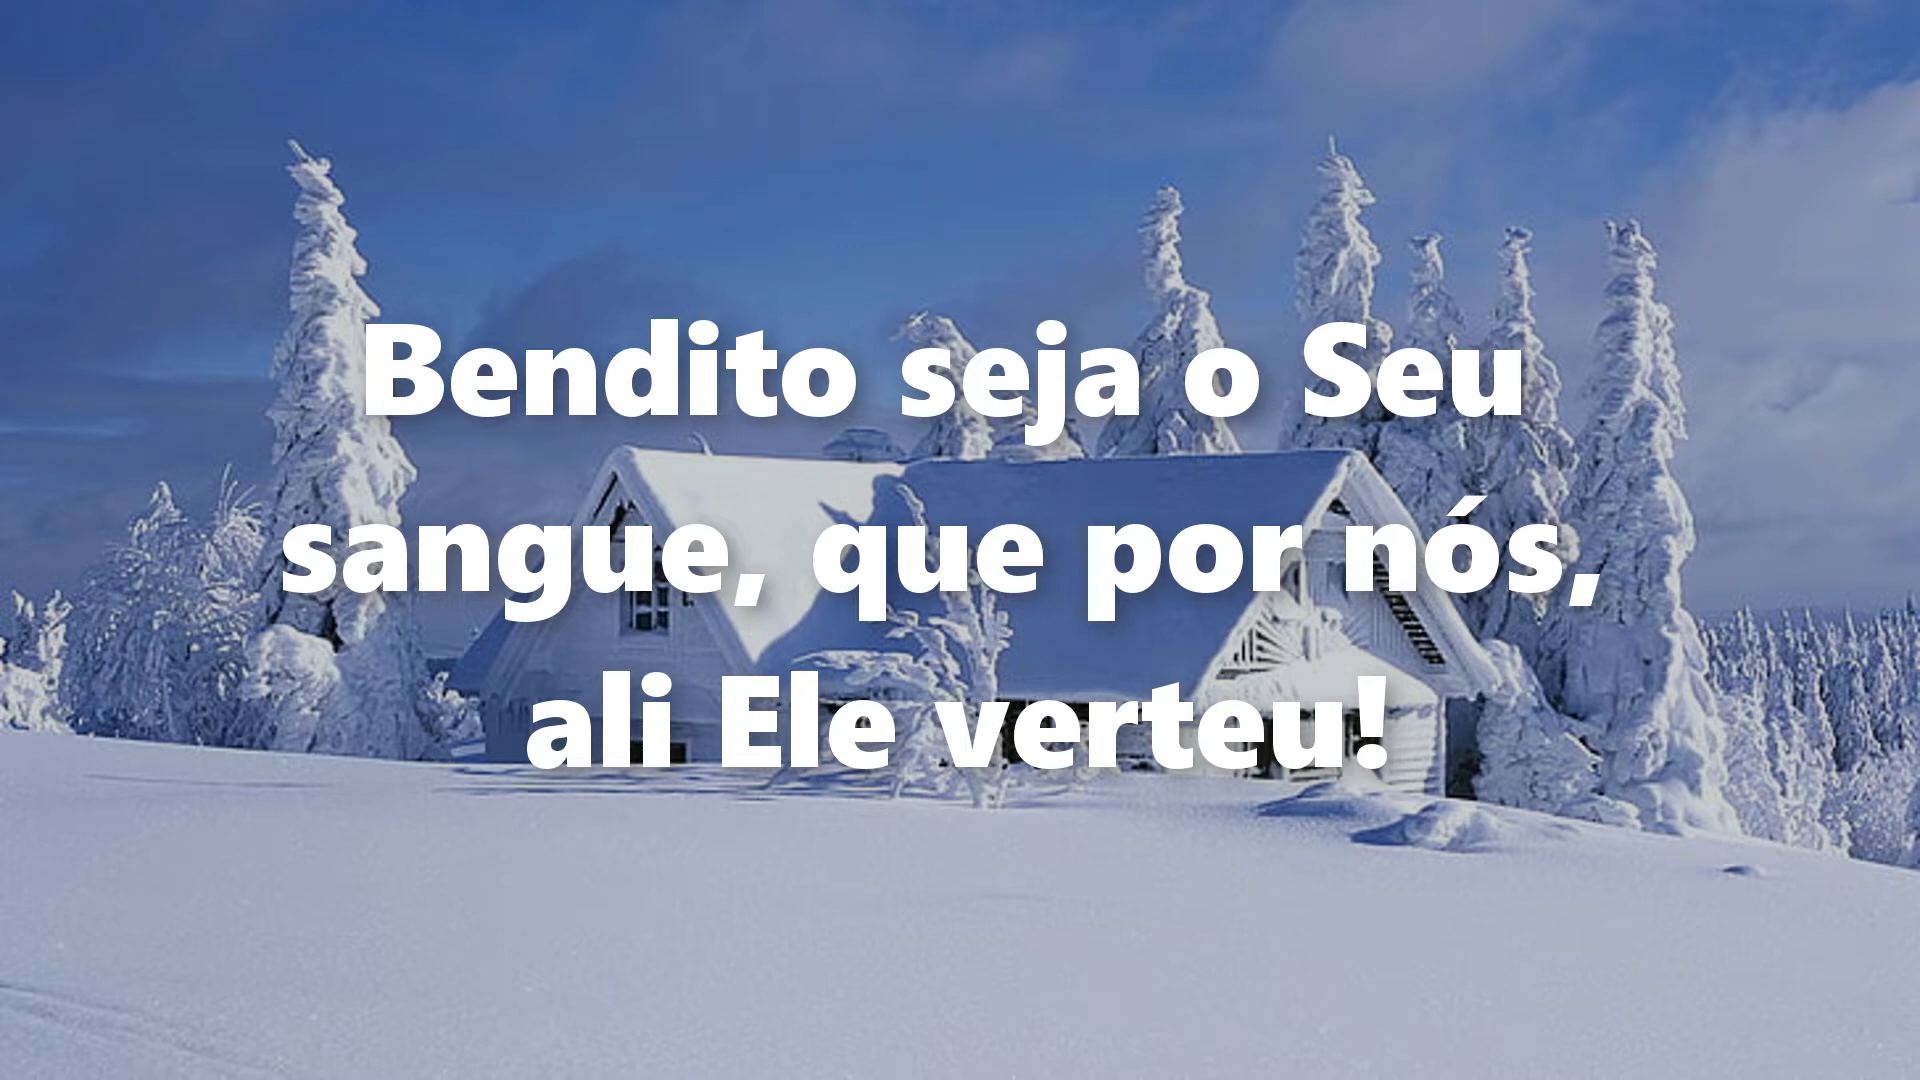 Bendito seja o Seu
sangue, que por nós,
ali Ele verteu!